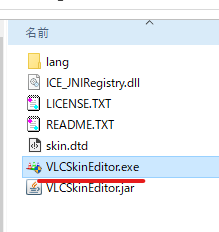 名前
lang
ICE_JNIRegistry.dll
LICENSE.TXT
README.TXT
skin.dtd
VLCSkinEditor.exe
VLCSkinEditor.jar